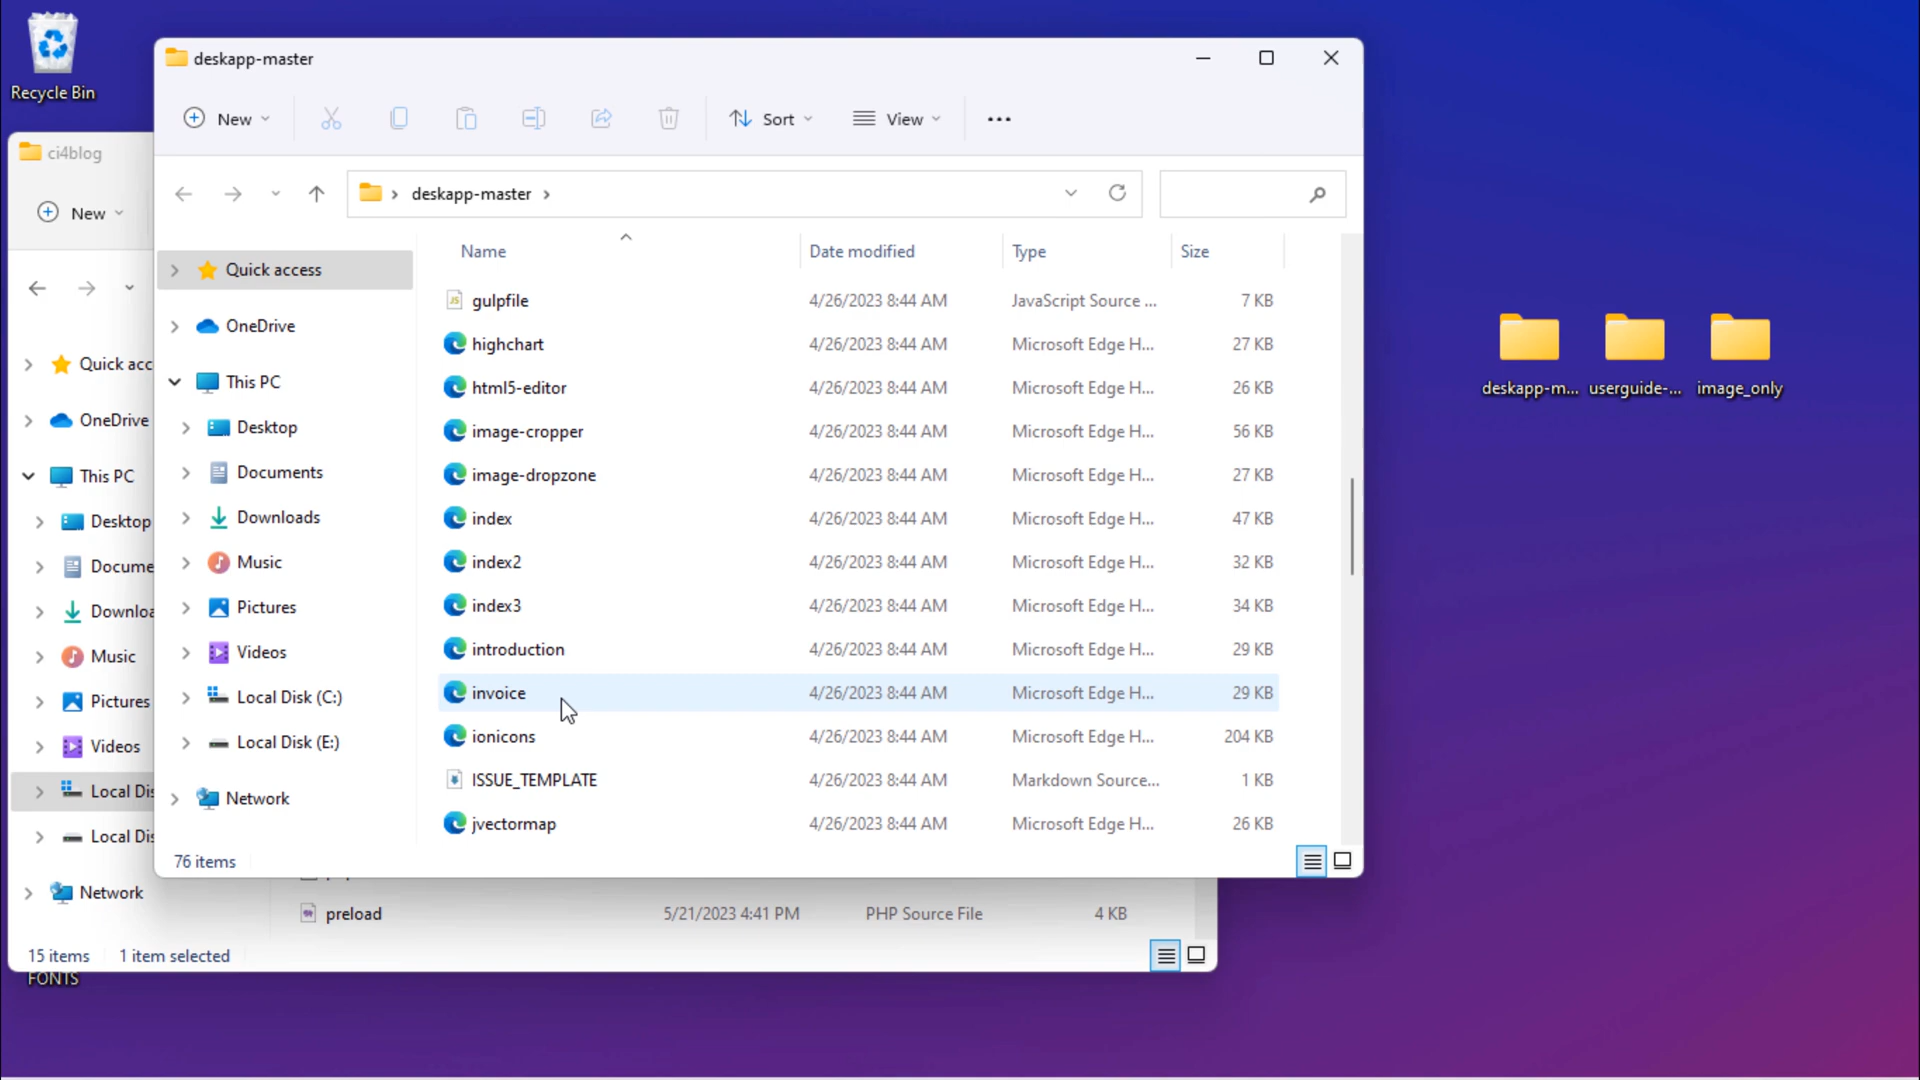 Recycle Bin
deskapp-master
New
Sort
View
deskapp-master
Name
Date modified
Type
Size
Quick access
OneDrive
This PC
Desktop
Documents
Downloads
Music
Pictures
Videos
Local Disk (C:)
Local Disk (E:)
Network
gulpfile 4/26/2023 8:44 AM JavaScript Source ... 7 KB
highchart 4/26/2023 8:44 AM Microsoft Edge H... 27 KB
html5-editor 4/26/2023 8:44 AM Microsoft Edge H... 26 KB
image-cropper 4/26/2023 8:44 AM Microsoft Edge H... 56 KB
image-dropzone 4/26/2023 8:44 AM Microsoft Edge H... 27 KB
index 4/26/2023 8:44 AM Microsoft Edge H... 47 KB
index2 4/26/2023 8:44 AM Microsoft Edge H... 32 KB
index3 4/26/2023 8:44 AM Microsoft Edge H... 34 KB
introduction 4/26/2023 8:44 AM Microsoft Edge H... 29 KB
invoice 4/26/2023 8:44 AM Microsoft Edge H... 29 KB
ionicons 4/26/2023 8:44 AM Microsoft Edge H... 204 KB
ISSUE_TEMPLATE 4/26/2023 8:44 AM Markdown Source... 1 KB
jvectormap 4/26/2023 8:44 AM Microsoft Edge H... 26 KB
76 items
ci4blog
New
Quick acc
OneDrive
This PC
Desktop
Docume
Downloa
Music
Pictures
Videos
Local Dis
Local Dis
Network
preload 5/21/2023 4:41 PM PHP Source File 4 KB
15 items 1 item selected
FONTS
deskapp-m... userguide-... image_only